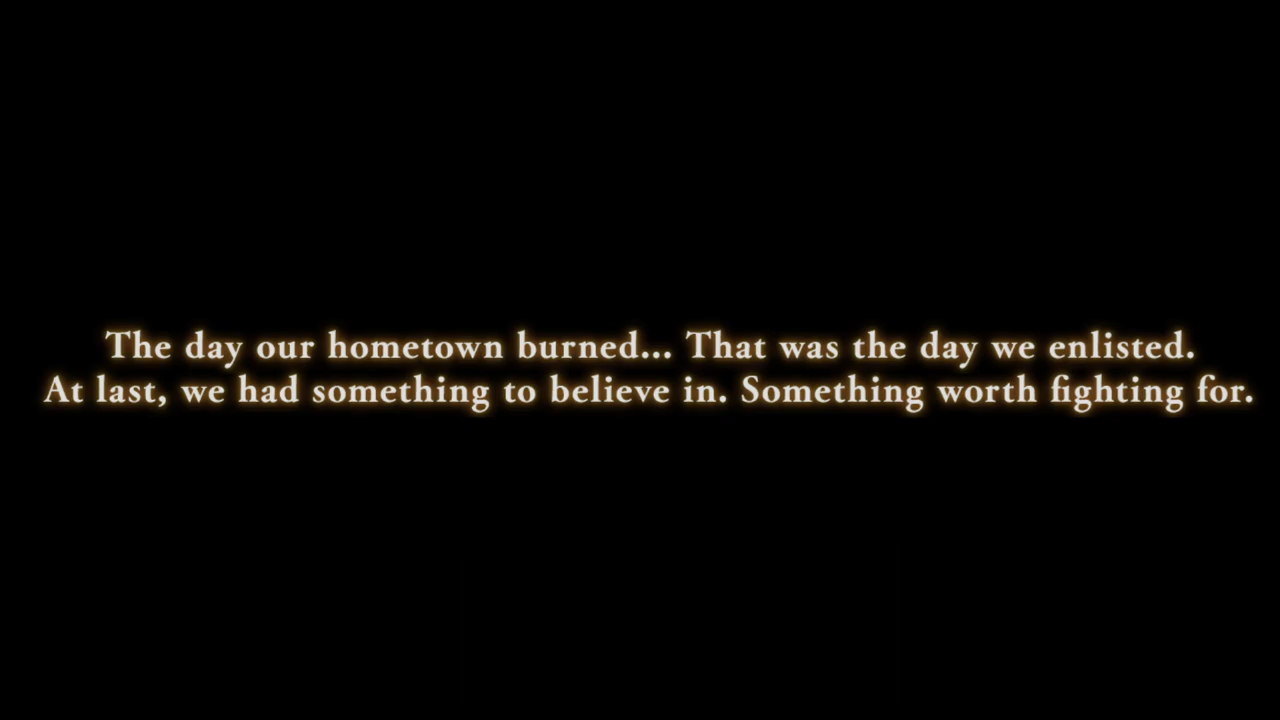 The day our hometown burned... That was the day we enlisted.
At last, we had something to believe in. Something worth fighting for.